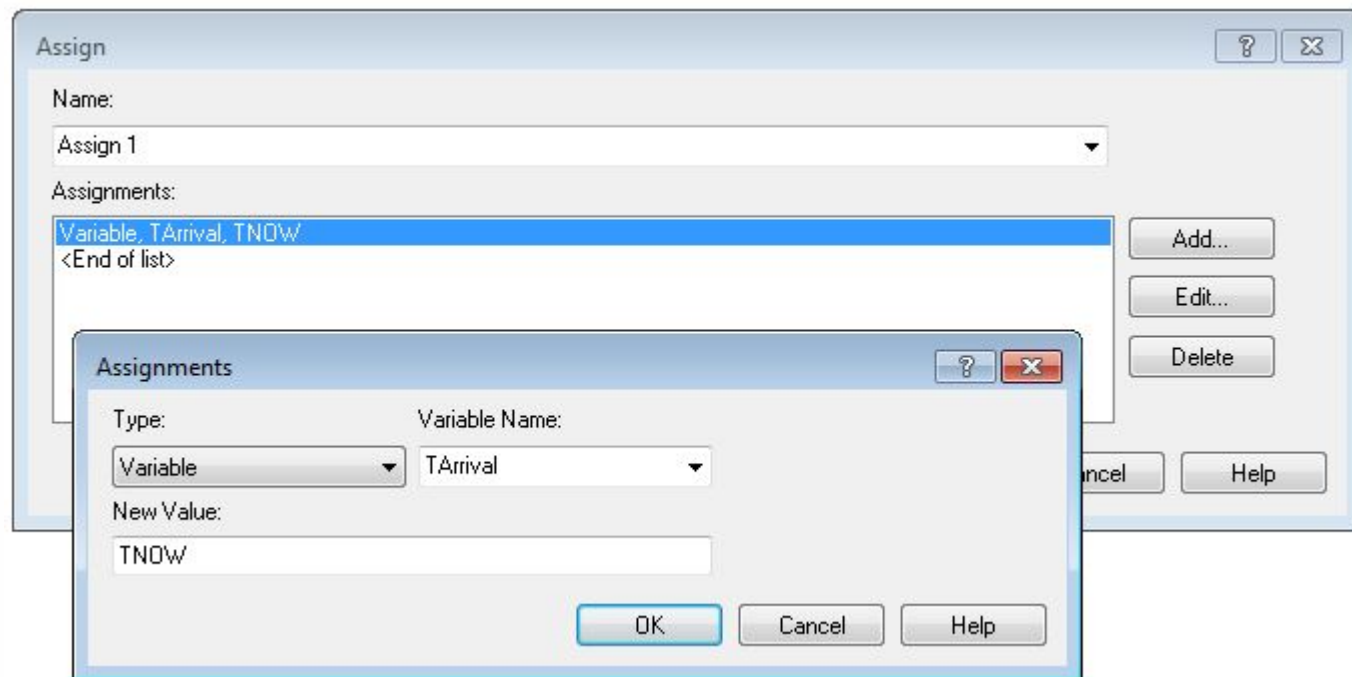 Assign
Name:
Assign 1
Assignments:
Variable, TArrival, TNOW
<End of list>
Add...
Edit...
Delete
Assignments
Type:
Variable Name:
Variable
TArrival
New Value:
TNOW
OK
Cancel
Help
ncel
Help